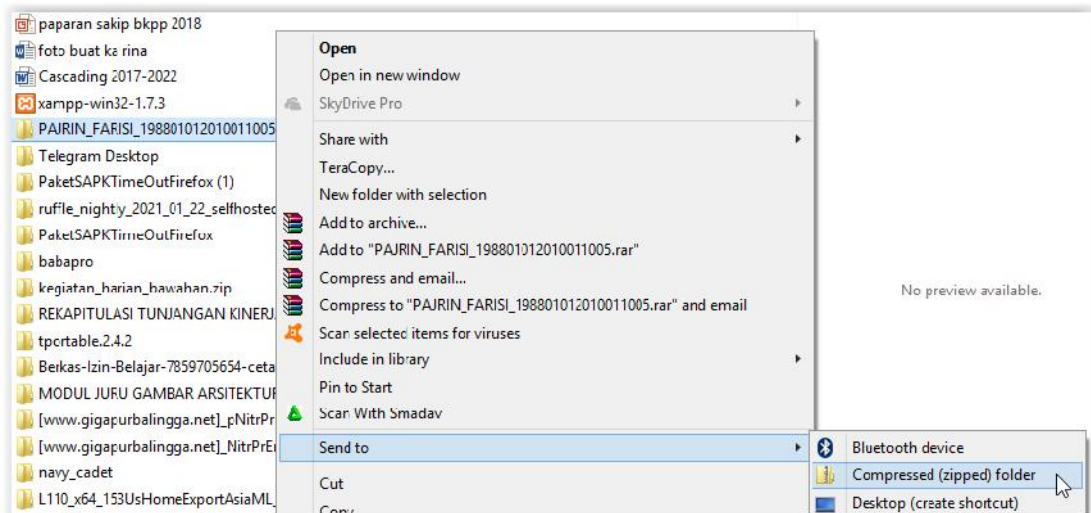 paparan sakip bkpp 2018
foto buat karina
Cascading 2017-2022
xampp-win32-1.7.3
PAJRIN_FARISI_198801012010011005
Telegram Desktop
PaketSAPKTimeOutFirefox (1)
ruffle_nightly_2021_01_22_selfhosted
PaketSAPKTimeOutFirefox
babapro
kegiatan_harian_bawahan.zip
REKAPITULASI TUNJANGAN KINERJ
tportable.2.4.2
Berkas-Izin-Belajar-7859705654-ceta
MODUL JURU GAMBAR ARSITEKTUR
[www.gigapurbalingga.net]_pNitrPr
[www.gigapurbalingga.net]_NitrPrE
navy_cadet
L110_x64_153UsHomeExportAsiaML_
Open
Open in new window
SkyDrive Pro
Share with
TeraCopy...
New folder with selection
Add to archive...
Add to "PAJRIN_FARISI_198801012010011005.rar"
Compress and email...
Compress to "PAJRIN_FARISI_198801012010011005.rar" and email
Scan selected items for viruses
Include in library
Pin to Start
Scan With Smadav
Send to
Cut
Copy
Bluetooth device
Compressed (zipped) folder
Desktop (create shortcut)
No preview available.